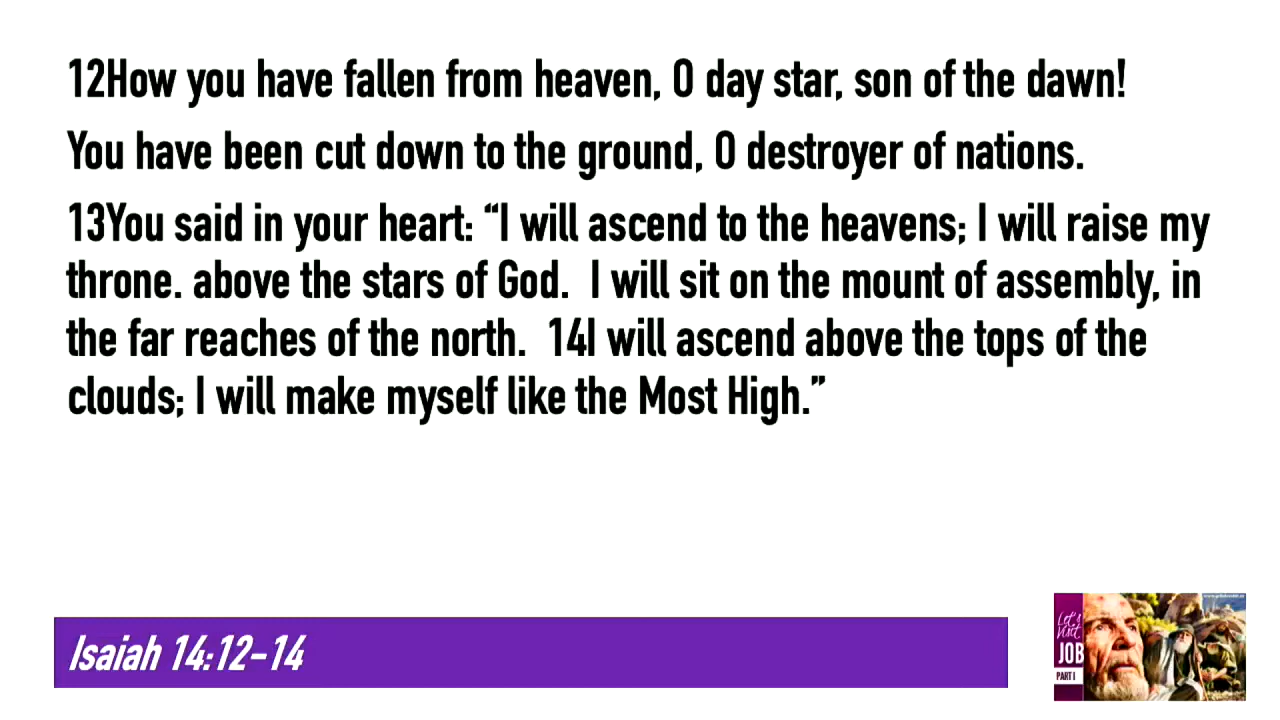 12How you have fallen from heaven, O day star, son of the dawn!
You have been cut down to the ground, O destroyer of nations.
13You said in your heart: “I will ascend to the heavens; I will raise my
throne. above the stars of God.  I will sit on the mount of assembly, in
the far reaches of the north.  14I will ascend above the tops of the
clouds; I will make myself like the Most High.”
Isaiah 14:12-14
Let's
Visit
JOB
PART I